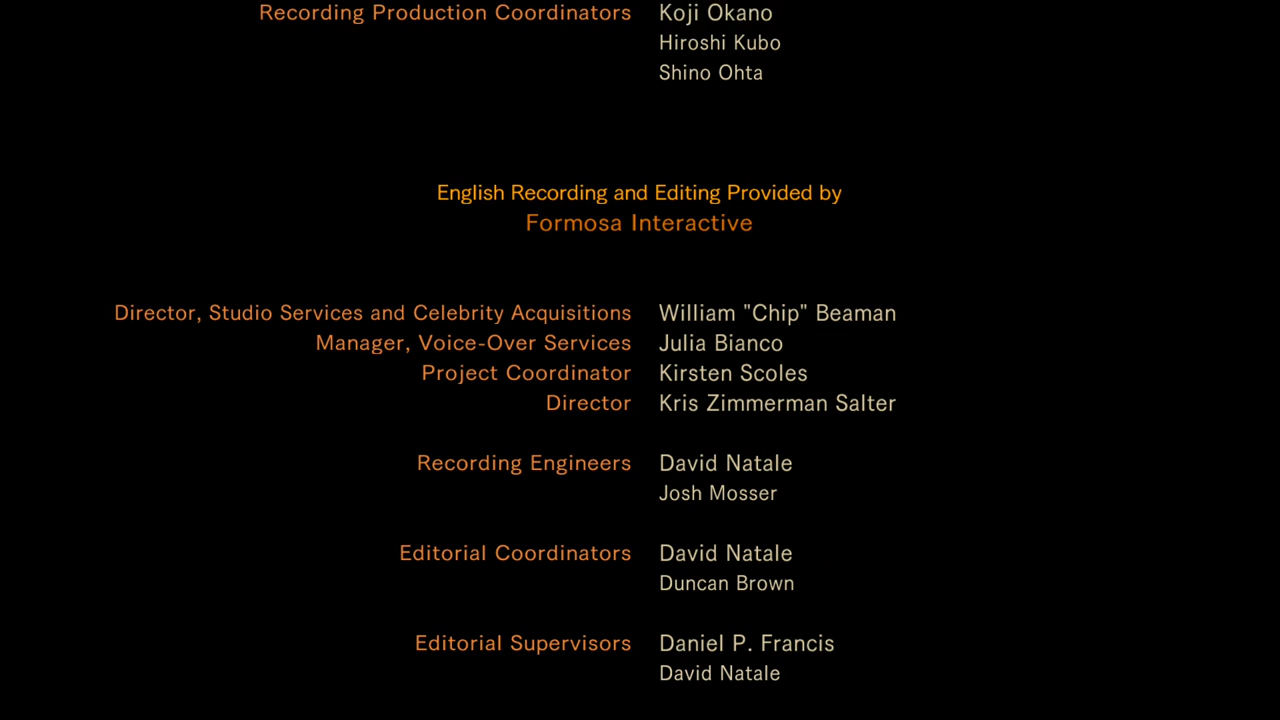 Recording Production Coordinators Koji Okano
Hiroshi Kubo
Shino Ohta
English Recording and Editing Provided by
Formosa Interactive
Director, Studio Services and Celebrity Acquisitions William "Chip" Beaman
Manager, Voice-Over Services Julia Bianco
Project Coordinator Kirsten Scoles
Director Kris Zimmerman Salter
Recording Engineers David Natale
Josh Mosser
Editorial Coordinators David Natale
Duncan Brown
Editorial Supervisors Daniel P. Francis
David Natale